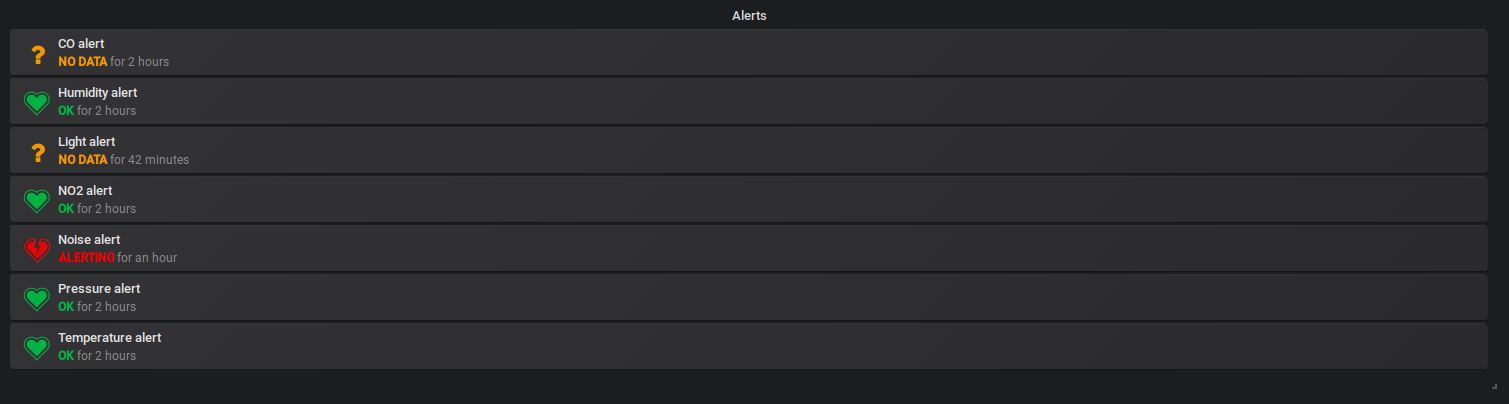 Alerts
CO alert
NO DATA for 2 hours
Humidity alert
OK for 2 hours
Light alert
NO DATA for 42 minutes
NO2 alert
OK for 2 hours
Noise alert
ALERTING for an hour
Pressure alert
OK for 2 hours
Temperature alert
OK for 2 hours